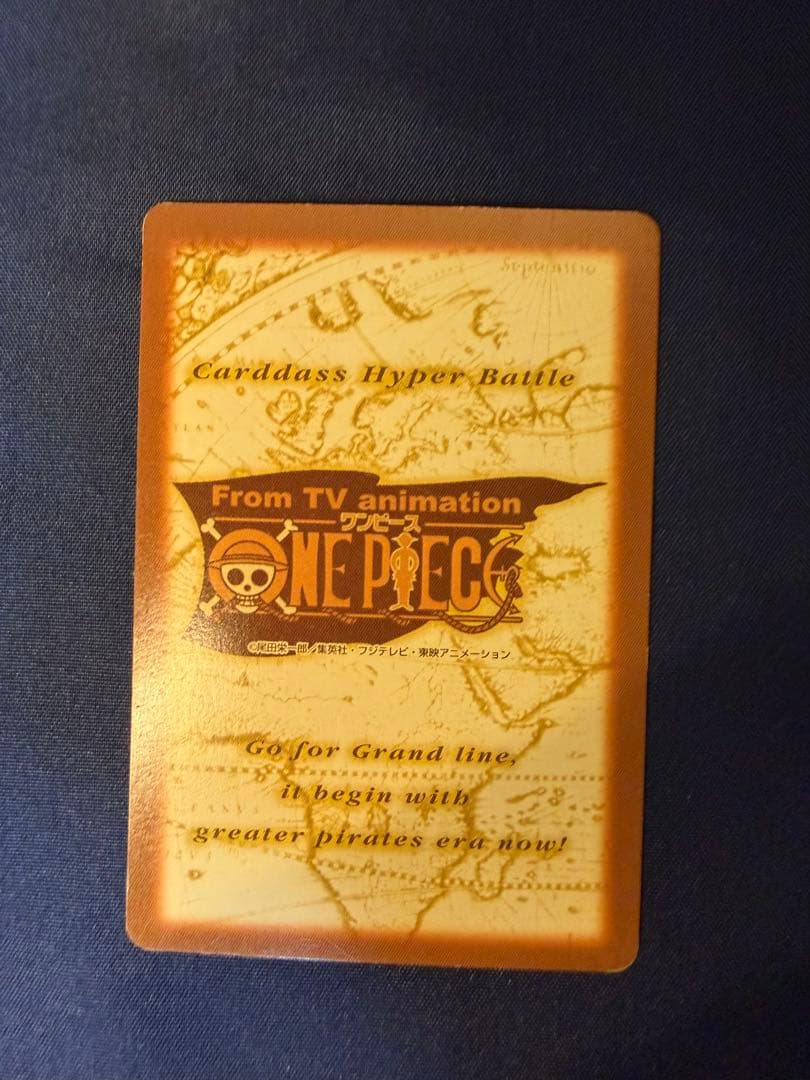 Septentrio
Carddass Hyper Battle
From TV animation
ワンピース
ONE PIECE
©尾田栄一郎／集英社・フジテレビ・東映アニメーション
Go for Grand line,
it begin with
greater pirates era now!